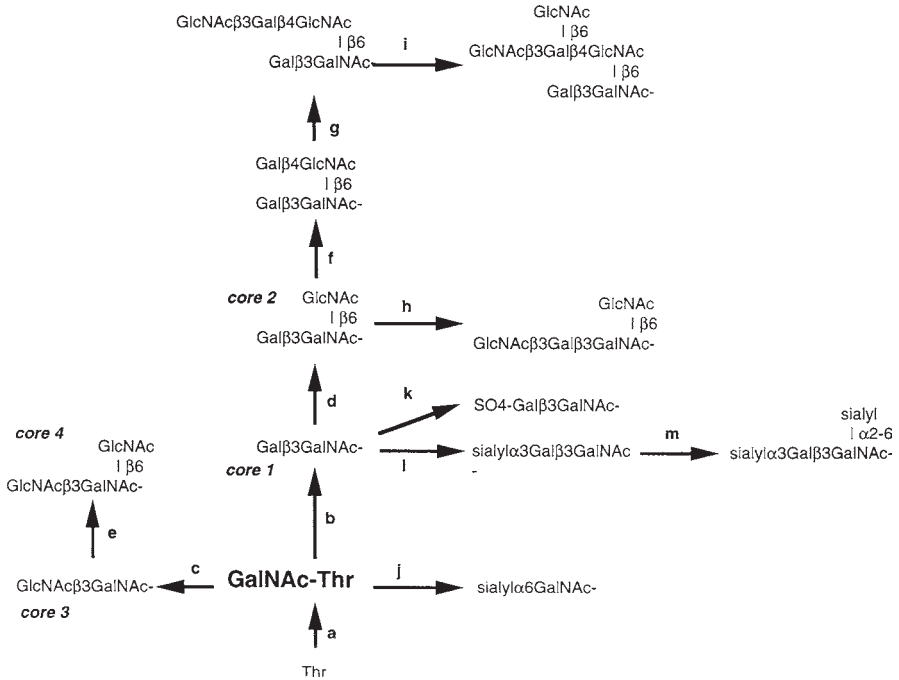 GlcNAc
GlcNAcβ3Galβ4GlcNAc
| β6
| β6
i
Galβ3GalNAc
GlcNAcβ3Galβ4GlcNAc
| β6
Galβ3GalNAc-
g
Galβ4GlcNAc
| β6
Galβ3GalNAc-
f
core 2
GlcNAc
| β6
Galβ3GalNAc-
h
GlcNAc
| β6
GlcNAcβ3Galβ3GalNAc-
d
k
SO4-Galβ3GalNAc-
core 4
GlcNAc
| β6
GlcNAcβ3GalNAc-
Galβ3GalNAc-
core 1
l
sialylα3Galβ3GalNAc
-
m
sialyl
| α2-6
sialylα3Galβ3GalNAc-
b
e
GlcNAcβ3GalNAc-
core 3
c
GalNAc-Thr
j
sialylα6GalNAc-
a
Thr